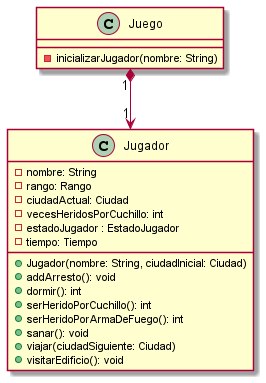 C Juego
inicializarJugador(nombre: String)
1
1
C Jugador
nombre: String
rango: Rango
ciudadActual: Ciudad
vecesHeridosPorCuchillo: int
estadoJugador : EstadoJugador
tiempo: Tiempo
Jugador(nombre: String, ciudadInicial: Ciudad)
addArresto(): void
dormir(): int
serHeridoPorCuchillo(): int
serHeridoPorArmaDeFuego(): int
sanar(): void
viajar(ciudadSiguiente: Ciudad)
visitarEdificio(): void